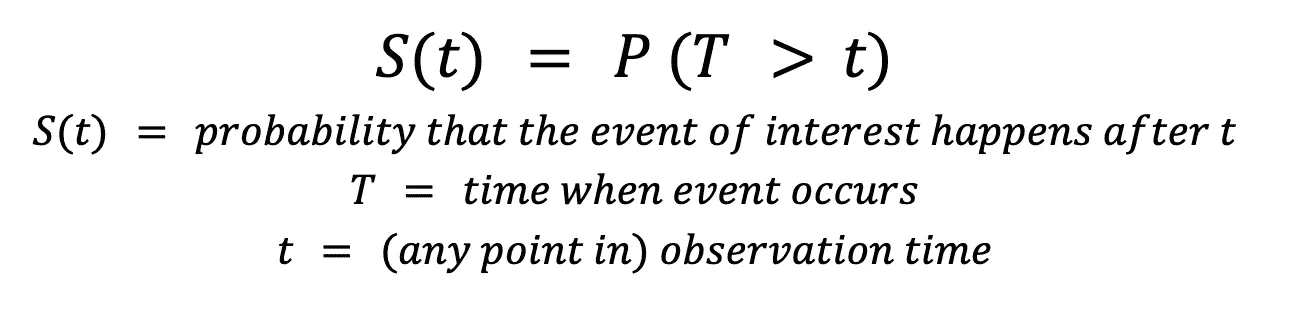 S(t) = P (T > t)
S(t) = probability that the event of interest happens after t
T = time when event occurs
t = (any point in) observation time